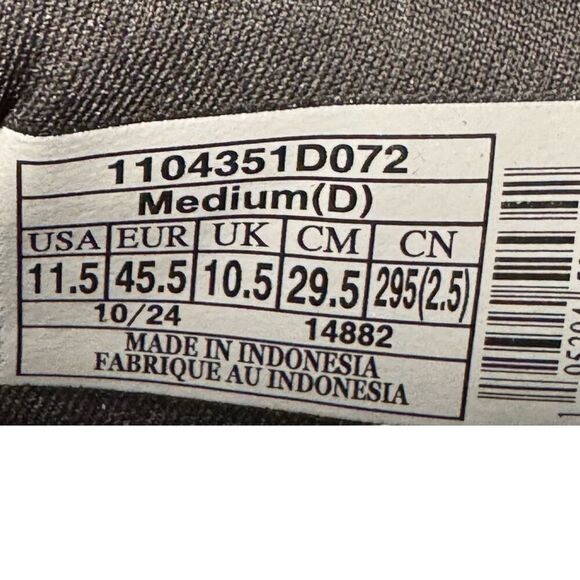 1104351D072
Medium(D)
USA EUR UK CM CN
11.5 45.5 10.5 29.5 295(2.5)
10/24 14882
MADE IN INDONESIA
FABRIQUE AU INDONESIA